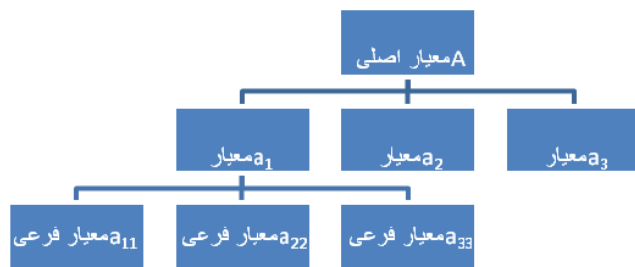 معیار اصلی A
معیار a₁
معیار a₂
معیار a₃
معیار فرعی a₁₁
معیار فرعی a₂₂
معیار فرعی a₃₃